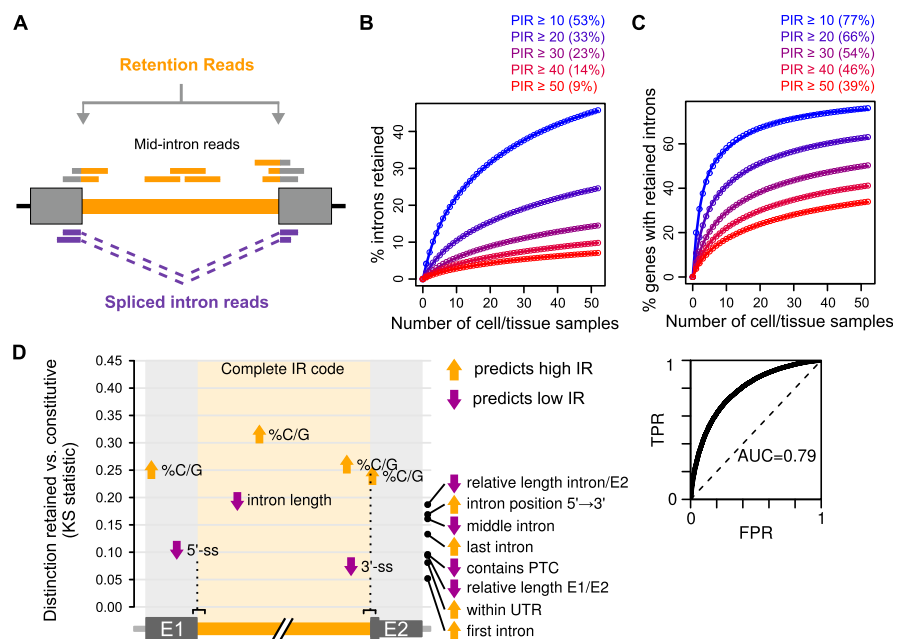 A
Retention Reads
Mid-intron reads
Spliced intron reads
B
PIR ≥ 10 (53%)
PIR ≥ 20 (33%)
PIR ≥ 30 (23%)
PIR ≥ 40 (14%)
PIR ≥ 50 (9%)
% introns retained
40
30
20
10
0
0 10 20 30 40 50
Number of cell/tissue samples
C
PIR ≥ 10 (77%)
PIR ≥ 20 (66%)
PIR ≥ 30 (54%)
PIR ≥ 40 (46%)
PIR ≥ 50 (39%)
% genes with retained introns
60
40
20
0
0 10 20 30 40 50
Number of cell/tissue samples
D
Distinction retained vs. constitutive
(KS statistic)
0.45
0.40
0.35
0.30
0.25
0.20
0.15
0.10
0.05
0.00
Complete IR code
%C/G
%C/G
%C/G
%C/G
intron length
5'-ss
3'-ss
E1
E2
predicts high IR
predicts low IR
relative length intron/E2
intron position 5'→3'
middle intron
last intron
contains PTC
relative length E1/E2
within UTR
first intron
TPR
1
0
AUC=0.79
0 1
FPR